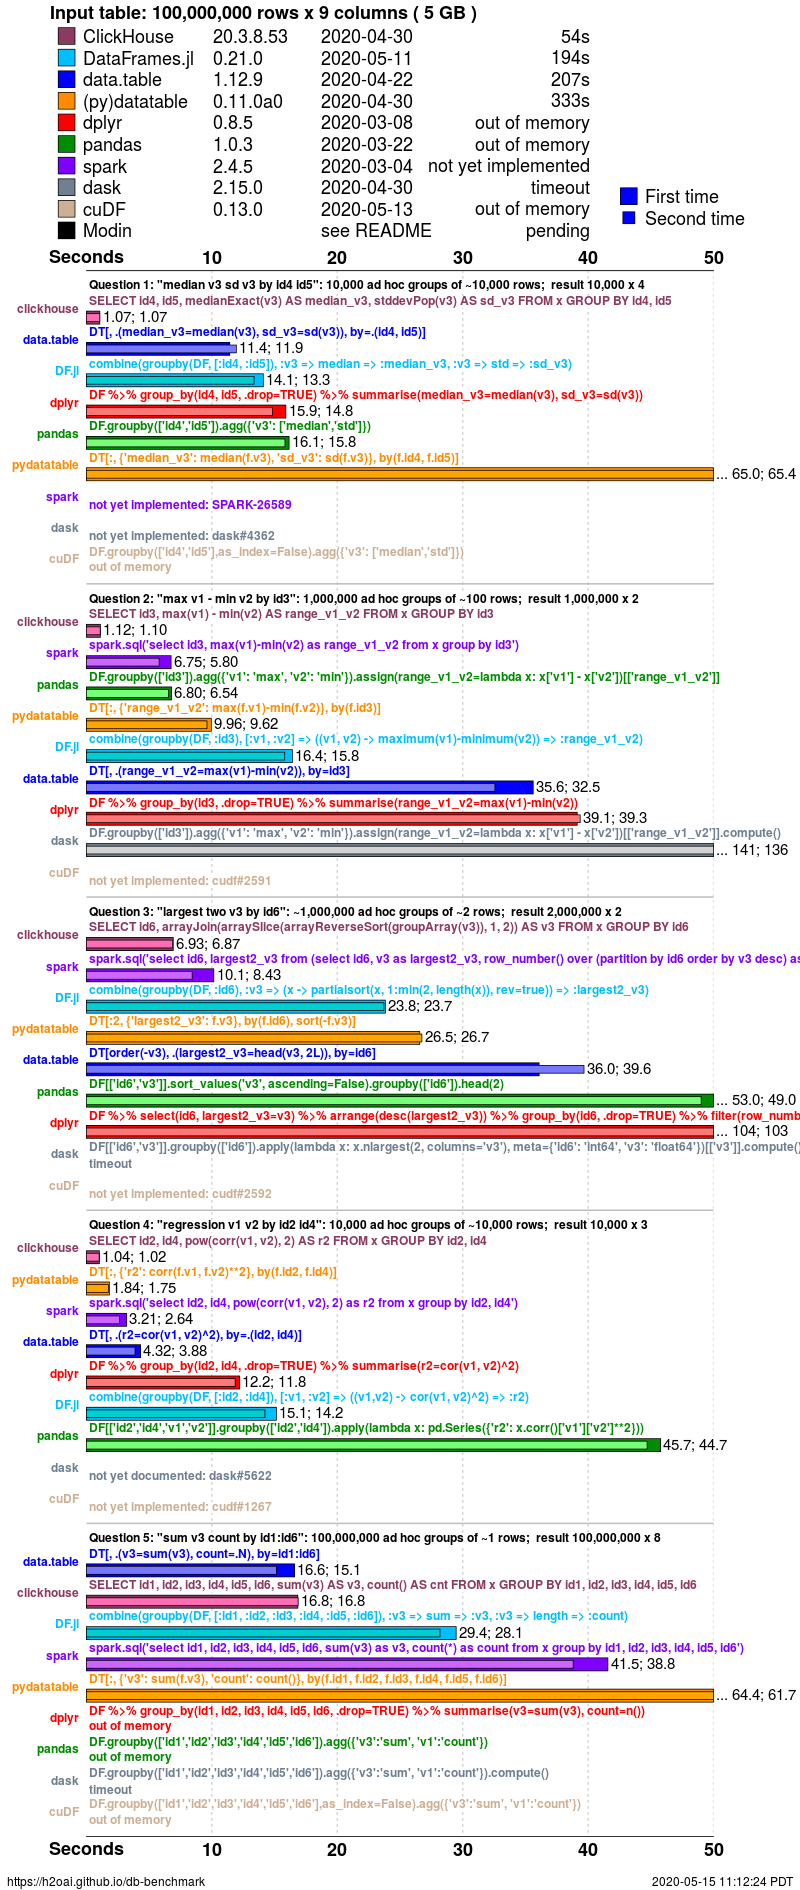 Input table: 100,000,000 rows x 9 columns ( 5 GB )
ClickHouse 20.3.8.53 2020-04-30 54s
DataFrames.jl 0.21.0 2020-05-11 194s
data.table 1.12.9 2020-04-22 207s
(py)datatable 0.11.0a0 2020-04-30 333s
dplyr 0.8.5 2020-03-08 out of memory
pandas 1.0.3 2020-03-22 out of memory
spark 2.4.5 2020-03-04 not yet implemented
dask 2.15.0 2020-04-30 timeout
First time
cuDF 0.13.0 2020-05-13 out of memory
Second time
Modin see README pending
Seconds 10 20 30 40 50
Question 1: "median v3 sd v3 by id4 id5": 10,000 ad hoc groups of ~10,000 rows; result 10,000 x 4
SELECT id4, id5, medianExact(v3) AS median_v3, stddevPop(v3) AS sd_v3 FROM x GROUP BY id4, id5
clickhouse 1.07; 1.07
DT[, .(median_v3=median(v3), sd_v3=sd(v3)), by=.(id4, id5)]
data.table 11.4; 11.9
combine(groupby(DF, [:id4, :id5]), :v3 => median => :median_v3, :v3 => std => :sd_v3)
DF.jl 14.1; 13.3
DF %>% group_by(id4, id5, .drop=TRUE) %>% summarise(median_v3=median(v3), sd_v3=sd(v3))
dplyr 15.9; 14.8
DF.groupby(['id4','id5']).agg({'v3': ['median','std']})
pandas 16.1; 15.8
DT[:, {'median_v3': median(f.v3), 'sd_v3': sd(f.v3)}, by(f.id4, f.id5)]
pydatatable ... 65.0; 65.4
spark not yet implemented: SPARK-26589
dask not yet implemented: dask#4362
DF.groupby(['id4','id5'],as_index=False).agg({'v3': ['median','std']})
cuDF out of memory
Question 2: "max v1 - min v2 by id3": 1,000,000 ad hoc groups of ~100 rows; result 1,000,000 x 2
SELECT id3, max(v1) - min(v2) AS range_v1_v2 FROM x GROUP BY id3
clickhouse 1.12; 1.10
spark.sql('select id3, max(v1)-min(v2) as range_v1_v2 from x group by id3')
spark 6.75; 5.80
DF.groupby(['id3']).agg({'v1': 'max', 'v2': 'min'}).assign(range_v1_v2=lambda x: x['v1'] - x['v2'])[['range_v1_v2']]
pandas 6.80; 6.54
DT[:, {'range_v1_v2': max(f.v1)-min(f.v2)}, by(f.id3)]
pydatatable 9.96; 9.62
combine(groupby(DF, :id3), [:v1, :v2] => ((v1, v2) -> maximum(v1)-minimum(v2)) => :range_v1_v2)
DF.jl 16.4; 15.8
DT[, .(range_v1_v2=max(v1)-min(v2)), by=id3]
data.table 35.6; 32.5
DF %>% group_by(id3, .drop=TRUE) %>% summarise(range_v1_v2=max(v1)-min(v2))
dplyr 39.1; 39.3
DF.groupby(['id3']).agg({'v1': 'max', 'v2': 'min'}).assign(range_v1_v2=lambda x: x['v1'] - x['v2'])[['range_v1_v2']].compute()
dask ... 141; 136
cuDF not yet implemented: cudf#2591
Question 3: "largest two v3 by id6": ~1,000,000 ad hoc groups of ~2 rows; result 2,000,000 x 2
SELECT id6, arrayJoin(arraySlice(arrayReverseSort(groupArray(v3)), 1, 2)) AS v3 FROM x GROUP BY id6
clickhouse 6.93; 6.87
spark.sql('select id6, largest2_v3 from (select id6, v3 as largest2_v3, row_number() over (partition by id6 order by v3 desc) as
spark 10.1; 8.43
combine(groupby(DF, :id6), :v3 => (x -> partialsort(x, 1:min(2, length(x)), rev=true)) => :largest2_v3)
DF.jl 23.8; 23.7
DT[:2, {'largest2_v3': f.v3}, by(f.id6), sort(-f.v3)]
pydatatable 26.5; 26.7
DT[order(-v3), .(largest2_v3=head(v3, 2L)), by=id6]
data.table 36.0; 39.6
DF[['id6','v3']].sort_values('v3', ascending=False).groupby(['id6']).head(2)
pandas ... 53.0; 49.0
DF %>% select(id6, largest2_v3=v3) %>% arrange(desc(largest2_v3)) %>% group_by(id6, .drop=TRUE) %>% filter(row_numb
dplyr ... 104; 103
DF[['id6','v3']].groupby(['id6']).apply(lambda x: x.nlargest(2, columns='v3'), meta={'id6': 'int64', 'v3': 'float64'})[['v3']].compute()
dask timeout
cuDF not yet implemented: cudf#2592
Question 4: "regression v1 v2 by id2 id4": 10,000 ad hoc groups of ~10,000 rows; result 10,000 x 3
SELECT id2, id4, pow(corr(v1, v2), 2) AS r2 FROM x GROUP BY id2, id4
clickhouse 1.04; 1.02
DT[:, {'r2': corr(f.v1, f.v2)**2}, by(f.id2, f.id4)]
pydatatable 1.84; 1.75
spark.sql('select id2, id4, pow(corr(v1, v2), 2) as r2 from x group by id2, id4')
spark 3.21; 2.64
DT[, .(r2=cor(v1, v2)^2), by=.(id2, id4)]
data.table 4.32; 3.88
DF %>% group_by(id2, id4, .drop=TRUE) %>% summarise(r2=cor(v1, v2)^2)
dplyr 12.2; 11.8
combine(groupby(DF, [:id2, :id4]), [:v1, :v2] => ((v1,v2) -> cor(v1, v2)^2) => :r2)
DF.jl 15.1; 14.2
DF[['id2','id4','v1','v2']].groupby(['id2','id4']).apply(lambda x: pd.Series({'r2': x.corr()['v1']['v2']**2}))
pandas 45.7; 44.7
dask not yet documented: dask#5622
cuDF not yet implemented: cudf#1267
Question 5: "sum v3 count by id1:id6": 100,000,000 ad hoc groups of ~1 rows; result 100,000,000 x 8
DT[, .(v3=sum(v3), count=.N), by=id1:id6]
data.table 16.6; 15.1
SELECT id1, id2, id3, id4, id5, id6, sum(v3) AS v3, count() AS cnt FROM x GROUP BY id1, id2, id3, id4, id5, id6
clickhouse 16.8; 16.8
combine(groupby(DF, [:id1, :id2, :id3, :id4, :id5, :id6]), :v3 => sum => :v3, :v3 => length => :count)
DF.jl 29.4; 28.1
spark.sql('select id1, id2, id3, id4, id5, id6, sum(v3) as v3, count(*) as count from x group by id1, id2, id3, id4, id5, id6')
spark 41.5; 38.8
DT[:, {'v3': sum(f.v3), 'count': count()}, by(f.id1, f.id2, f.id3, f.id4, f.id5, f.id6)]
pydatatable ... 64.4; 61.7
DF %>% group_by(id1, id2, id3, id4, id5, id6, .drop=TRUE) %>% summarise(v3=sum(v3), count=n())
dplyr out of memory
DF.groupby(['id1','id2','id3','id4','id5','id6']).agg({'v3':'sum', 'v1':'count'})
pandas out of memory
DF.groupby(['id1','id2','id3','id4','id5','id6']).agg({'v3':'sum', 'v1':'count'}).compute()
dask timeout
DF.groupby(['id1','id2','id3','id4','id5','id6'],as_index=False).agg({'v3':'sum', 'v1':'count'})
cuDF out of memory
Seconds 10 20 30 40 50
https://h2oai.github.io/db-benchmark 2020-05-15 11:12:24 PDT